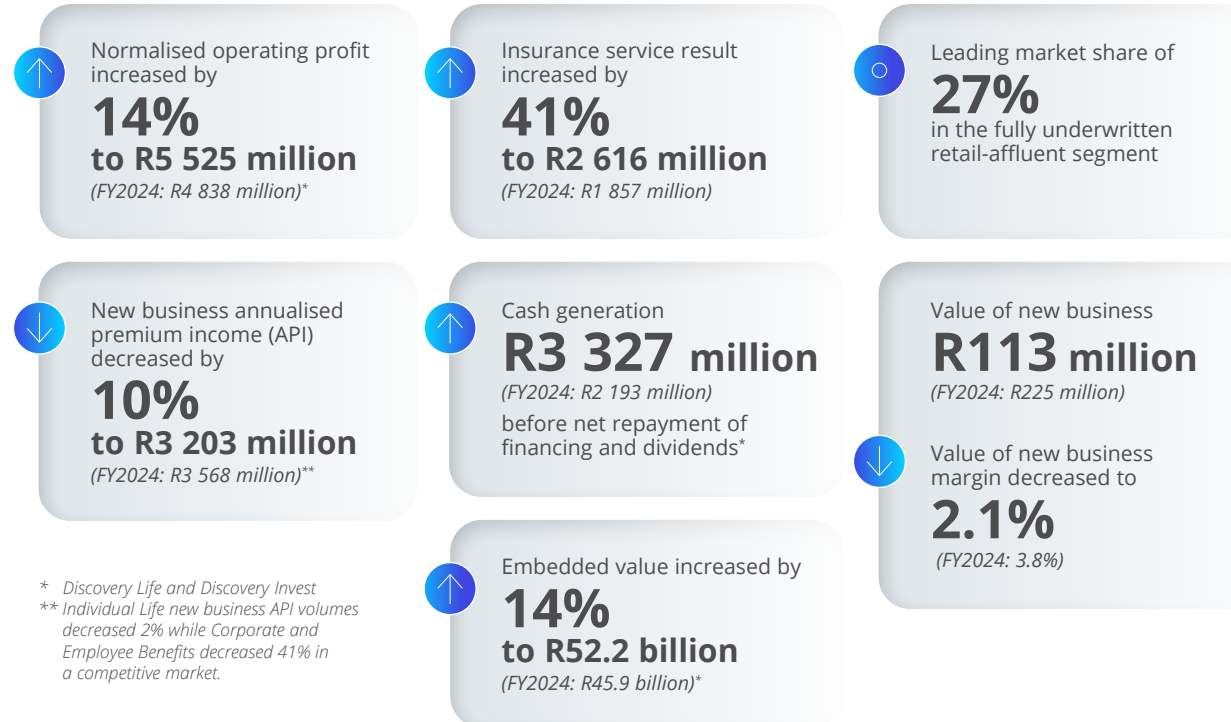 Normalised operating profit
increased by
14%
to R5 525 million
(FY2024: R4 838 million)*
Insurance service result
increased by
41%
to R2 616 million
(FY2024: R1 857 million)
Leading market share of
27%
in the fully underwritten
retail-affluent segment
New business annualised
premium income (API)
decreased by
10%
to R3 203 million
(FY2024: R3 568 million)**
Cash generation
R3 327 million
(FY2024: R2 193 million)
before net repayment of
financing and dividends*
Value of new business
R113 million
(FY2024: R225 million)
Value of new business
margin decreased to
2.1%
(FY2024: 3.8%)
Embedded value increased by
14%
to R52.2 billion
(FY2024: R45.9 billion)*
* Discovery Life and Discovery Invest
** Individual Life new business API volumes
decreased 2% while Corporate and
Employee Benefits decreased 41% in
a competitive market.